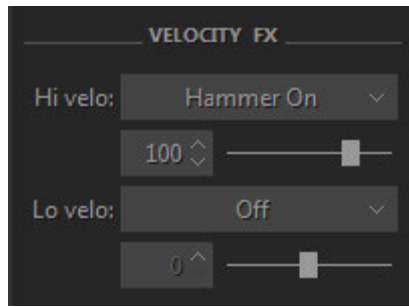 VELOCITY FX
Hi velo: Hammer On
100
Lo velo: Off
0